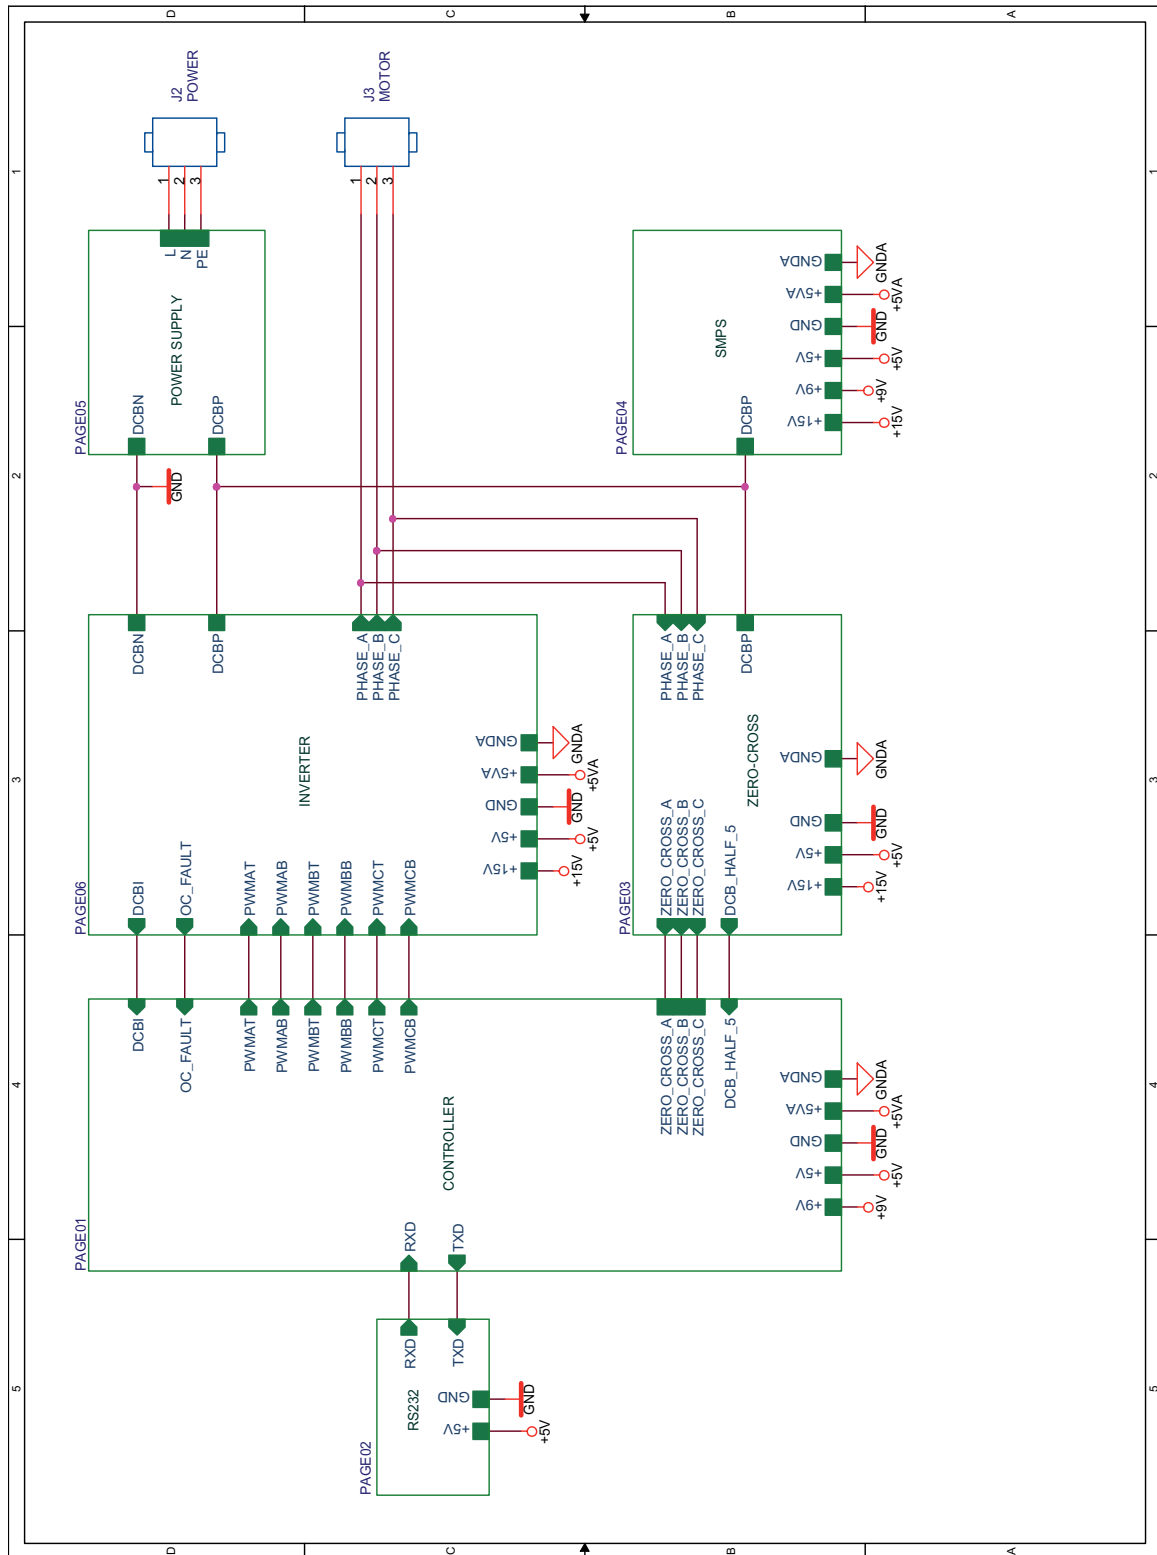 5
4
3
2
1
D
C
B
A
PAGE02
RS232
RXD
TXD
+5V
GND
+5V
GND
PAGE01
CONTROLLER
RXD
TXD
DCBI
OC_FAULT
PWMAT
PWMAB
PWMBT
PWMBB
PWMCT
PWMCB
ZERO_CROSS_A
ZERO_CROSS_B
ZERO_CROSS_C
DCB_HALF_5
+9V
+5V
GND
+5VA
GNDA
+9V
+5V
GND
+5VA
GNDA
PAGE06
INVERTER
DCBI
OC_FAULT
PWMAT
PWMAB
PWMBT
PWMBB
PWMCT
PWMCB
DCBN
DCBP
PHASE_A
PHASE_B
PHASE_C
+15V
+5V
GND
+5VA
GNDA
+15V
+5V
GND
+5VA
GNDA
PAGE03
ZERO-CROSS
ZERO_CROSS_A
ZERO_CROSS_B
ZERO_CROSS_C
DCB_HALF_5
PHASE_A
PHASE_B
PHASE_C
DCBP
+15V
+5V
GND
GNDA
+15V
+5V
GND
GNDA
PAGE05
POWER SUPPLY
DCBN
DCBP
GND
L
N
PE
1
2
3
J2
POWER
1
2
3
J3
MOTOR
PAGE04
SMPS
DCBP
+15V
+9V
+5V
GND
+5VA
GNDA
+15V
+9V
+5V
GND
+5VA
GNDA
5
4
3
2
1
D
C
B
A